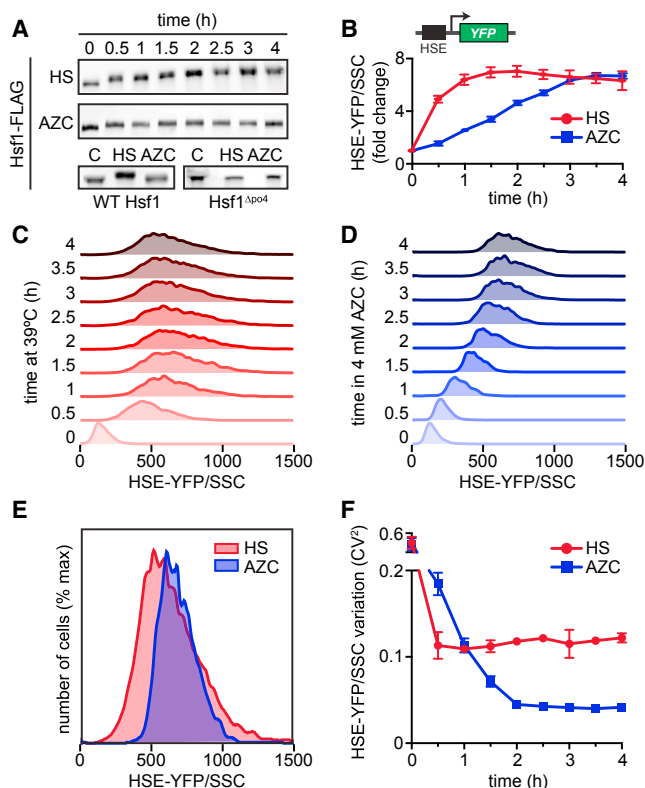 A
time (h)
0 0.5 1 1.5 2 2.5 3 4
Hsf1-FLAG
HS
AZC
C HS AZC C HS AZC
WT Hsf1 Hsf1Δpo4
B
HSE YFP
HSE-YFP/SSC
(fold change)
8
4
0
HS
AZC
0 1 2 3 4
time (h)
C
time at 39ºC (h)
4
3.5
3
2.5
2
1.5
1
0.5
0
0 500 1000 1500
HSE-YFP/SSC
D
time in 4 mM AZC (h)
4
3.5
3
2.5
2
1.5
1
0.5
0
0 500 1000 1500
HSE-YFP/SSC
E
number of cells (% max)
HS
AZC
0 500 1000 1500
HSE-YFP/SSC
F
HSE-YFP/SSC variation (CV²)
0.6
0.2
0.1
0
HS
AZC
0 1 2 3 4
time (h)